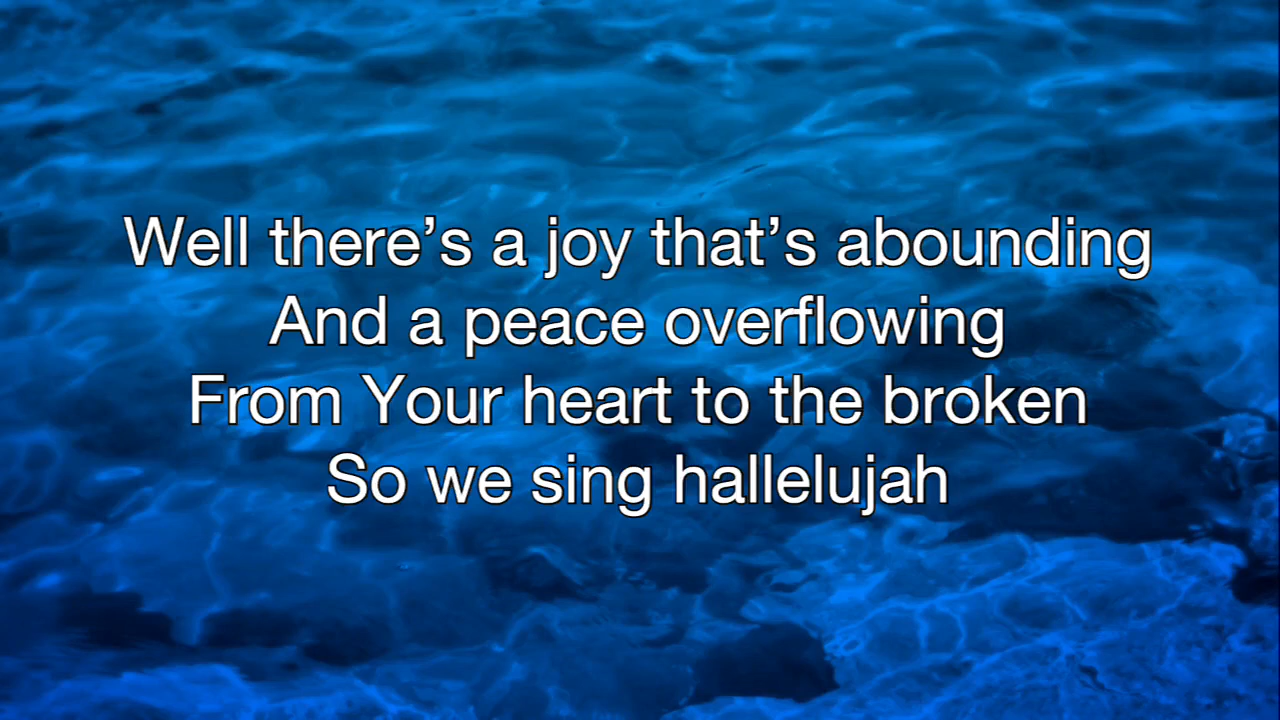 Well there’s a joy that’s abounding
And a peace overflowing
From Your heart to the broken
So we sing hallelujah